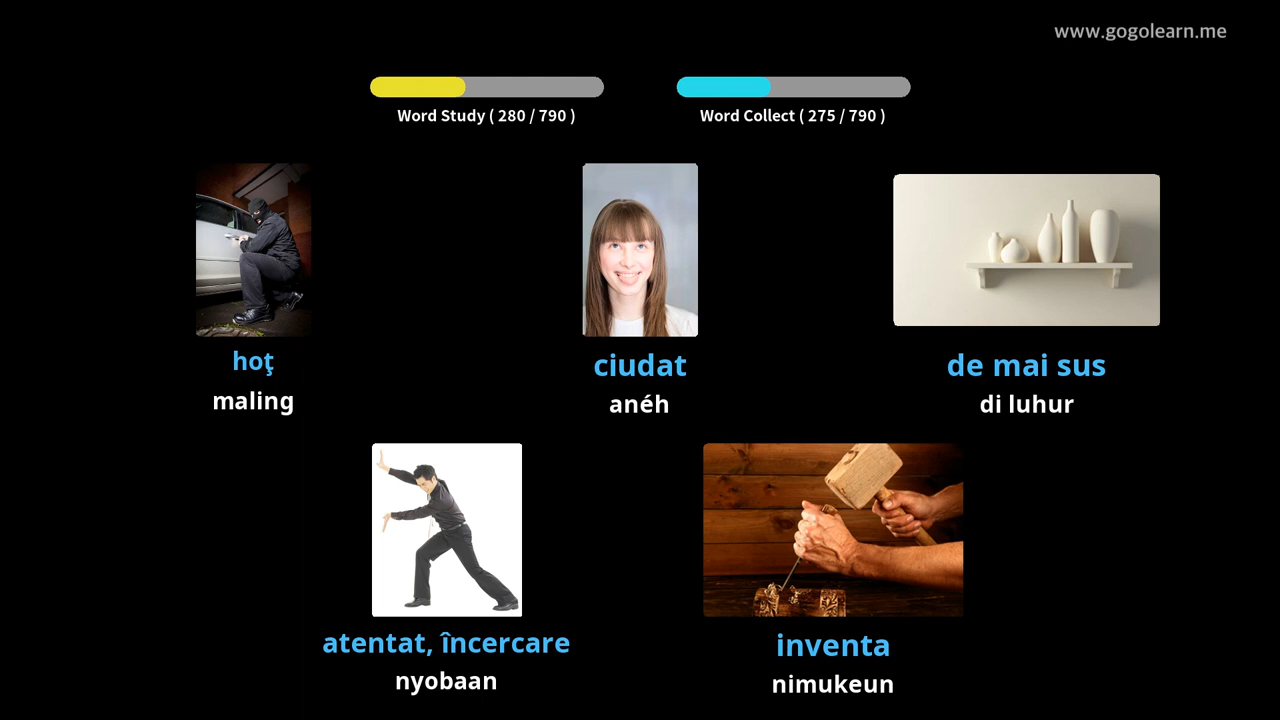 www.gogolearn.me
Word Study ( 280 / 790 )
Word Collect ( 275 / 790 )
hoţ
maling
ciudat
anéh
de mai sus
di luhur
atentat, încercare
nyobaan
inventa
nimukeun